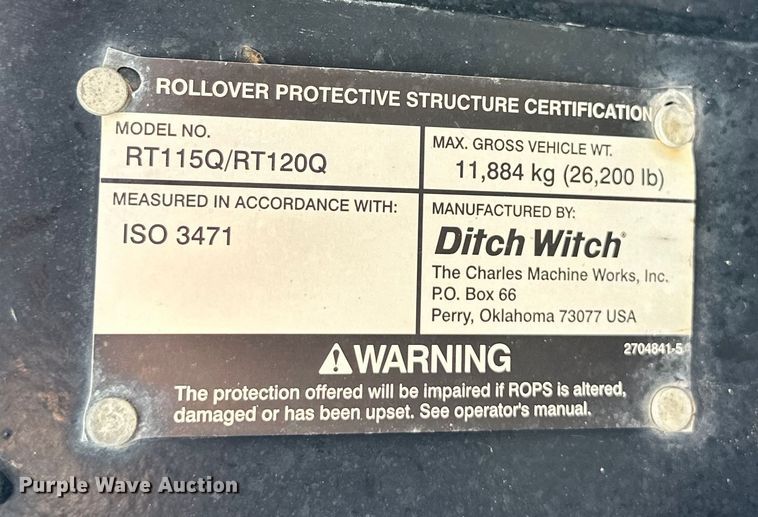 ROLLOVER PROTECTIVE STRUCTURE CERTIFICATION
MODEL NO.
RT115Q/RT120Q
MAX. GROSS VEHICLE WT.
11,884 kg (26,200 lb)
MEASURED IN ACCORDANCE WITH:
ISO 3471
MANUFACTURED BY:
Ditch Witch®
The Charles Machine Works, Inc.
P.O. Box 66
Perry, Oklahoma 73077 USA
WARNING
2704841-5
The protection offered will be impaired if ROPS is altered,
damaged or has been upset. See operator's manual.
Purple Wave Auction